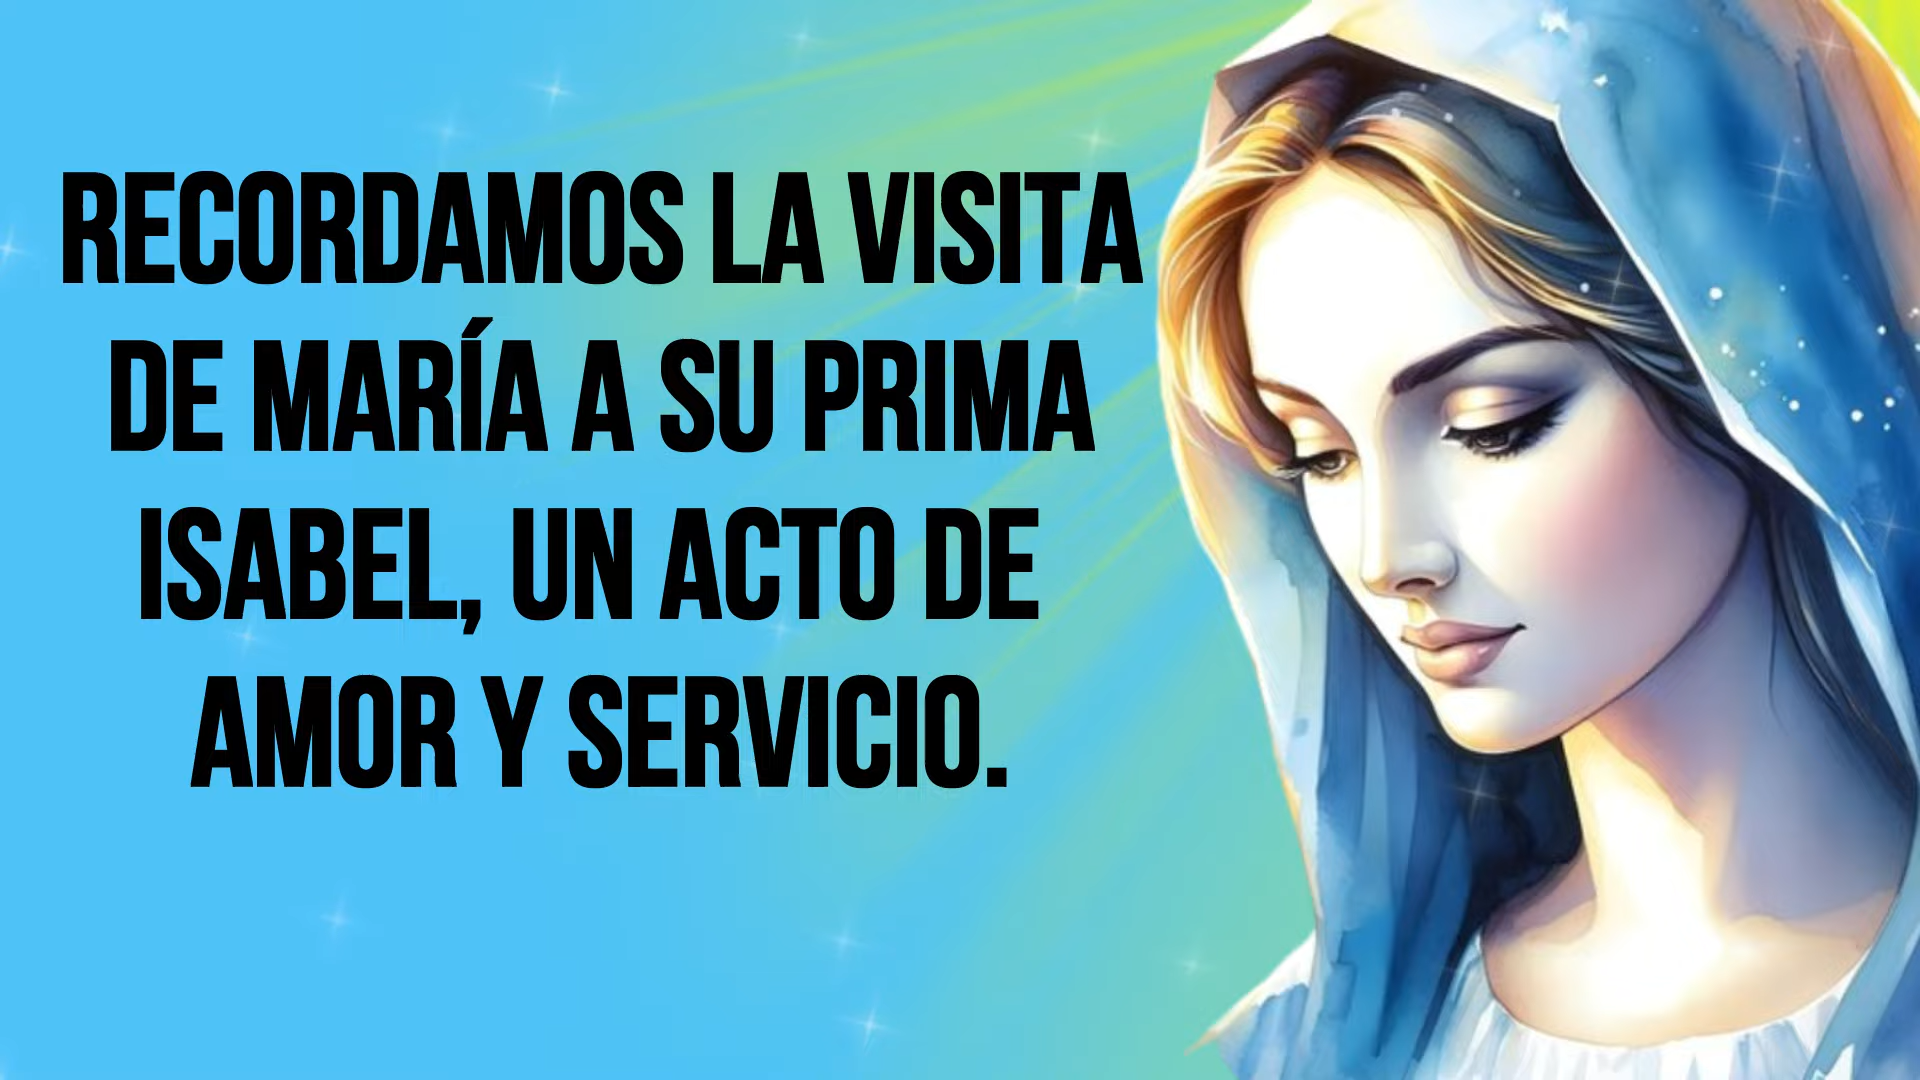 RECORDAMOS LA VISITA
DE MARÍA A SU PRIMA
ISABEL, UN ACTO DE
AMOR Y SERVICIO.